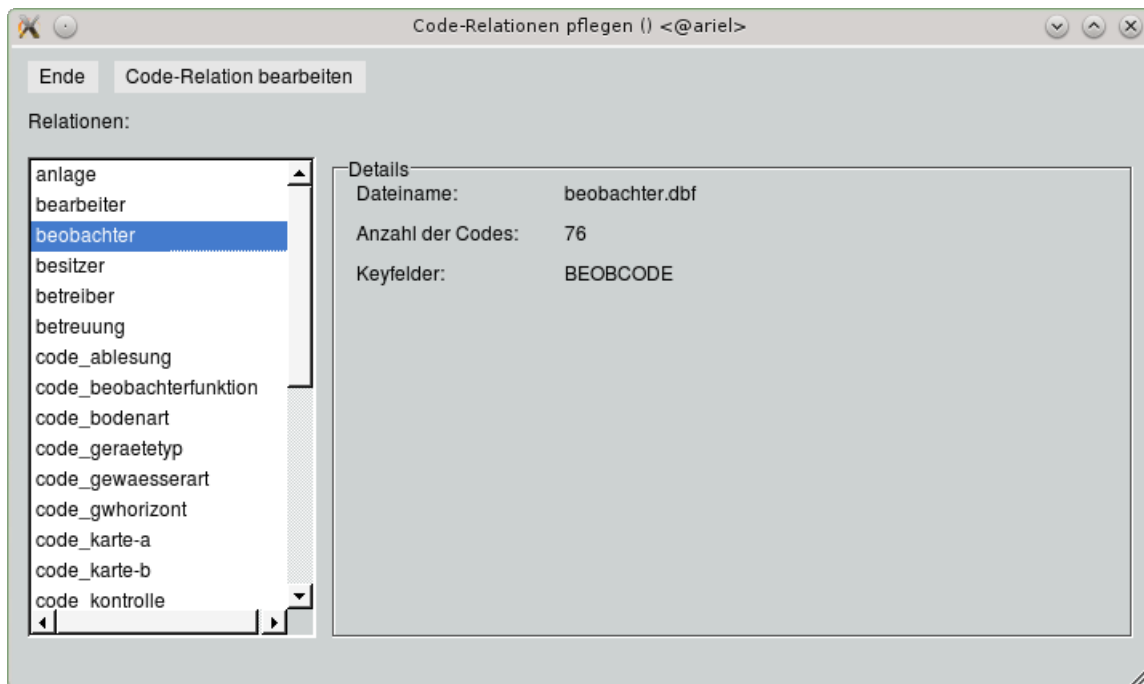 Code-Relationen pflegen () <@ariel>
Ende Code-Relation bearbeiten
Relationen:
anlage
bearbeiter
beobachter
besitzer
betreiber
betreuung
code_ablesung
code_beobachterfunktion
code_bodenart
code_geraetetyp
code_gewaesserart
code_gwhorizont
code_karte-a
code_karte-b
code_kontrolle
Details
Dateiname: beobachter.dbf
Anzahl der Codes: 76
Keyfelder: BEOBCODE